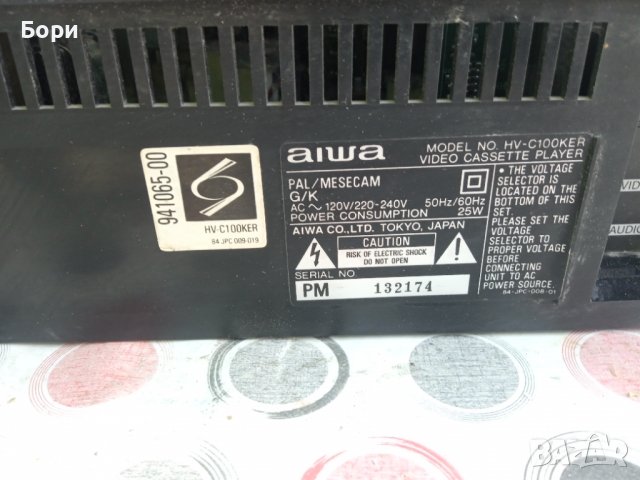 Бори
941065-00
HV-C100KER
84-JPC-009-019
aiwa
MODEL NO. HV-C100KER
VIDEO CASSETTE PLAYER
PAL/MESECAM
G/K
AC ~ 120V/220-240V 50Hz/60Hz
POWER CONSUMPTION 25W
AIWA CO.,LTD. TOKYO, JAPAN
CAUTION
RISK OF ELECTRIC SHOCK
DO NOT OPEN
SERIAL NO
PM 132174
• THE VOLTAGE
SELECTOR IS
LOCATED ON THE
BOTTOM OF THIS
SET.
PLEASE SET THE
VOLTAGE
SELECTOR TO
PROPER VOLTAGE
BEFORE
CONNECTING
UNIT TO AC
POWER SOURCE.
84-JPC-008-01
VID
AUDIO
BAZAR.BG